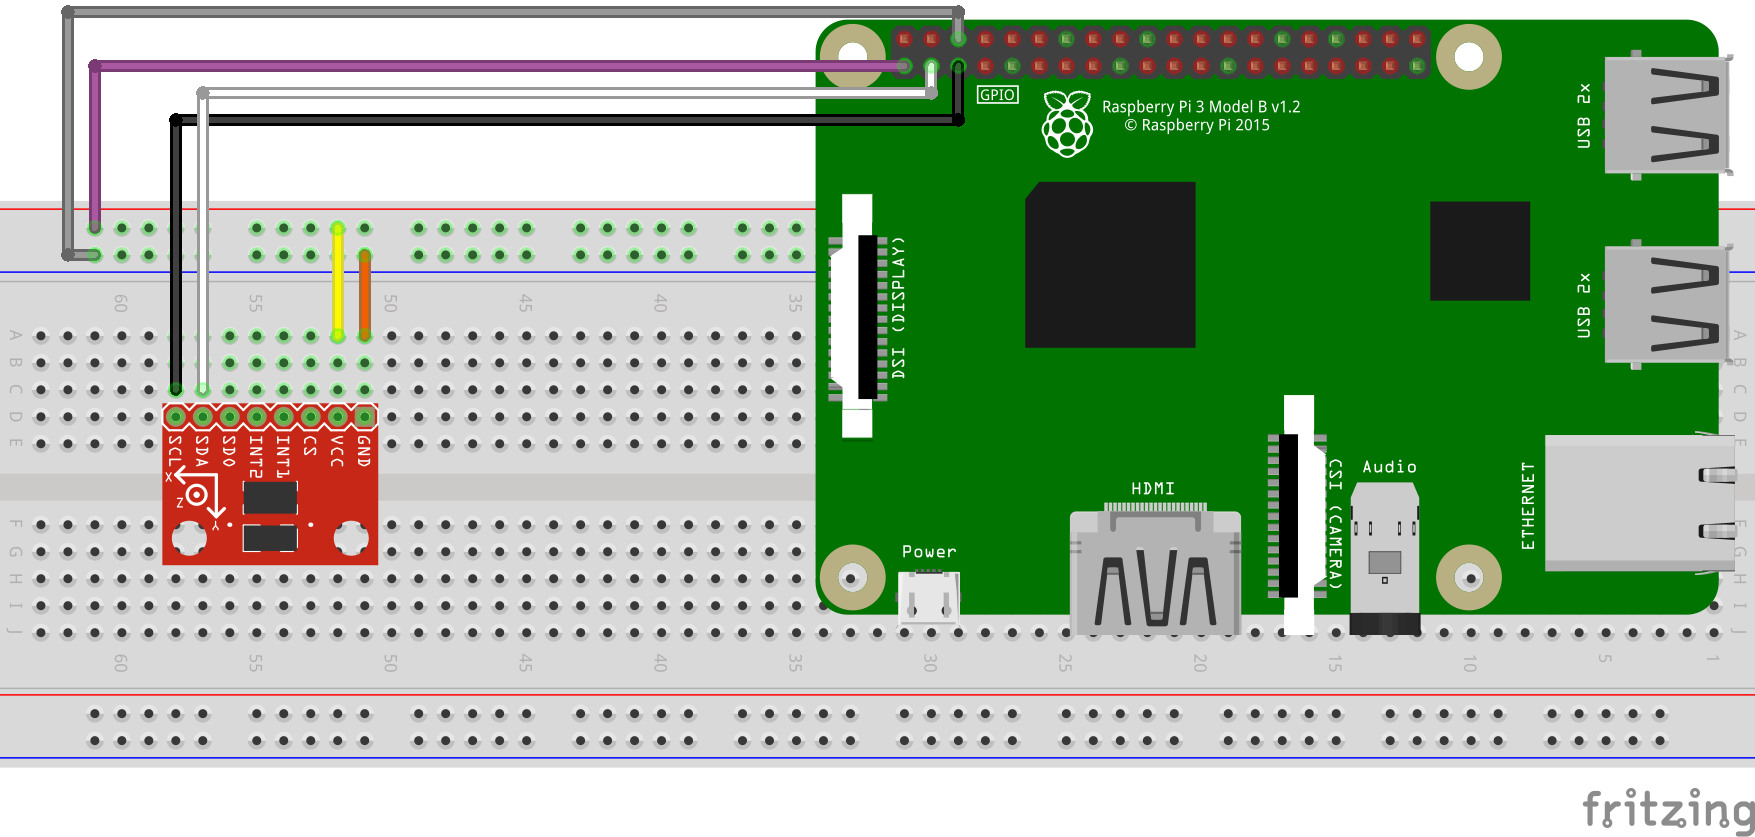 GPIO
Raspberry Pi 3 Model B v1.2
© Raspberry Pi 2015
USB 2x
USB 2x
DSI (DISPLAY)
60
55
50
45
40
35
A
B
C
D
E
F
G
H
I
J
A
B
C
D
E
F
G
H
I
J
SCL
SDA
SDO
INT2
INT1
CS
VCC
GND
X
Z
Y
HDMI
CSI (CAMERA)
Audio
ETHERNET
Power
60
55
50
45
40
35
30
25
20
15
10
5
1
fritzing